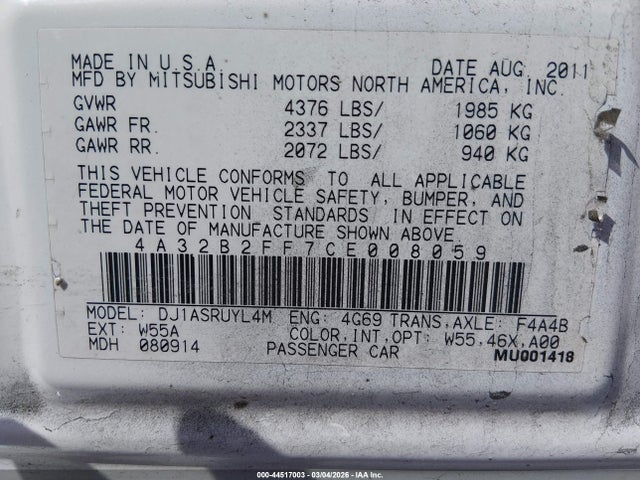 MADE IN U.S.A. DATE AUG, 2011
MFD BY MITSUBISHI MOTORS NORTH AMERICA, INC.
GVWR 4376 LBS/ 1985 KG
GAWR FR. 2337 LBS/ 1060 KG
GAWR RR. 2072 LBS/ 940 KG
THIS VEHICLE CONFORMS TO ALL APPLICABLE
FEDERAL MOTOR VEHICLE SAFETY, BUMPER, AND
THEFT PREVENTION STANDARDS IN EFFECT ON
THE DATE OF MANUFACTURE SHOWN ABOVE.
4A32B2FF7CE008059
MODEL: DJ1ASRUYL4M ENG: 4G69 TRANS,AXLE: F4A4B
EXT: W55A COLOR,INT,OPT: W55,46X,A00
MDH 080914 PASSENGER CAR MU001418
000-44517003 - 03/04/2026 - IAA Inc.